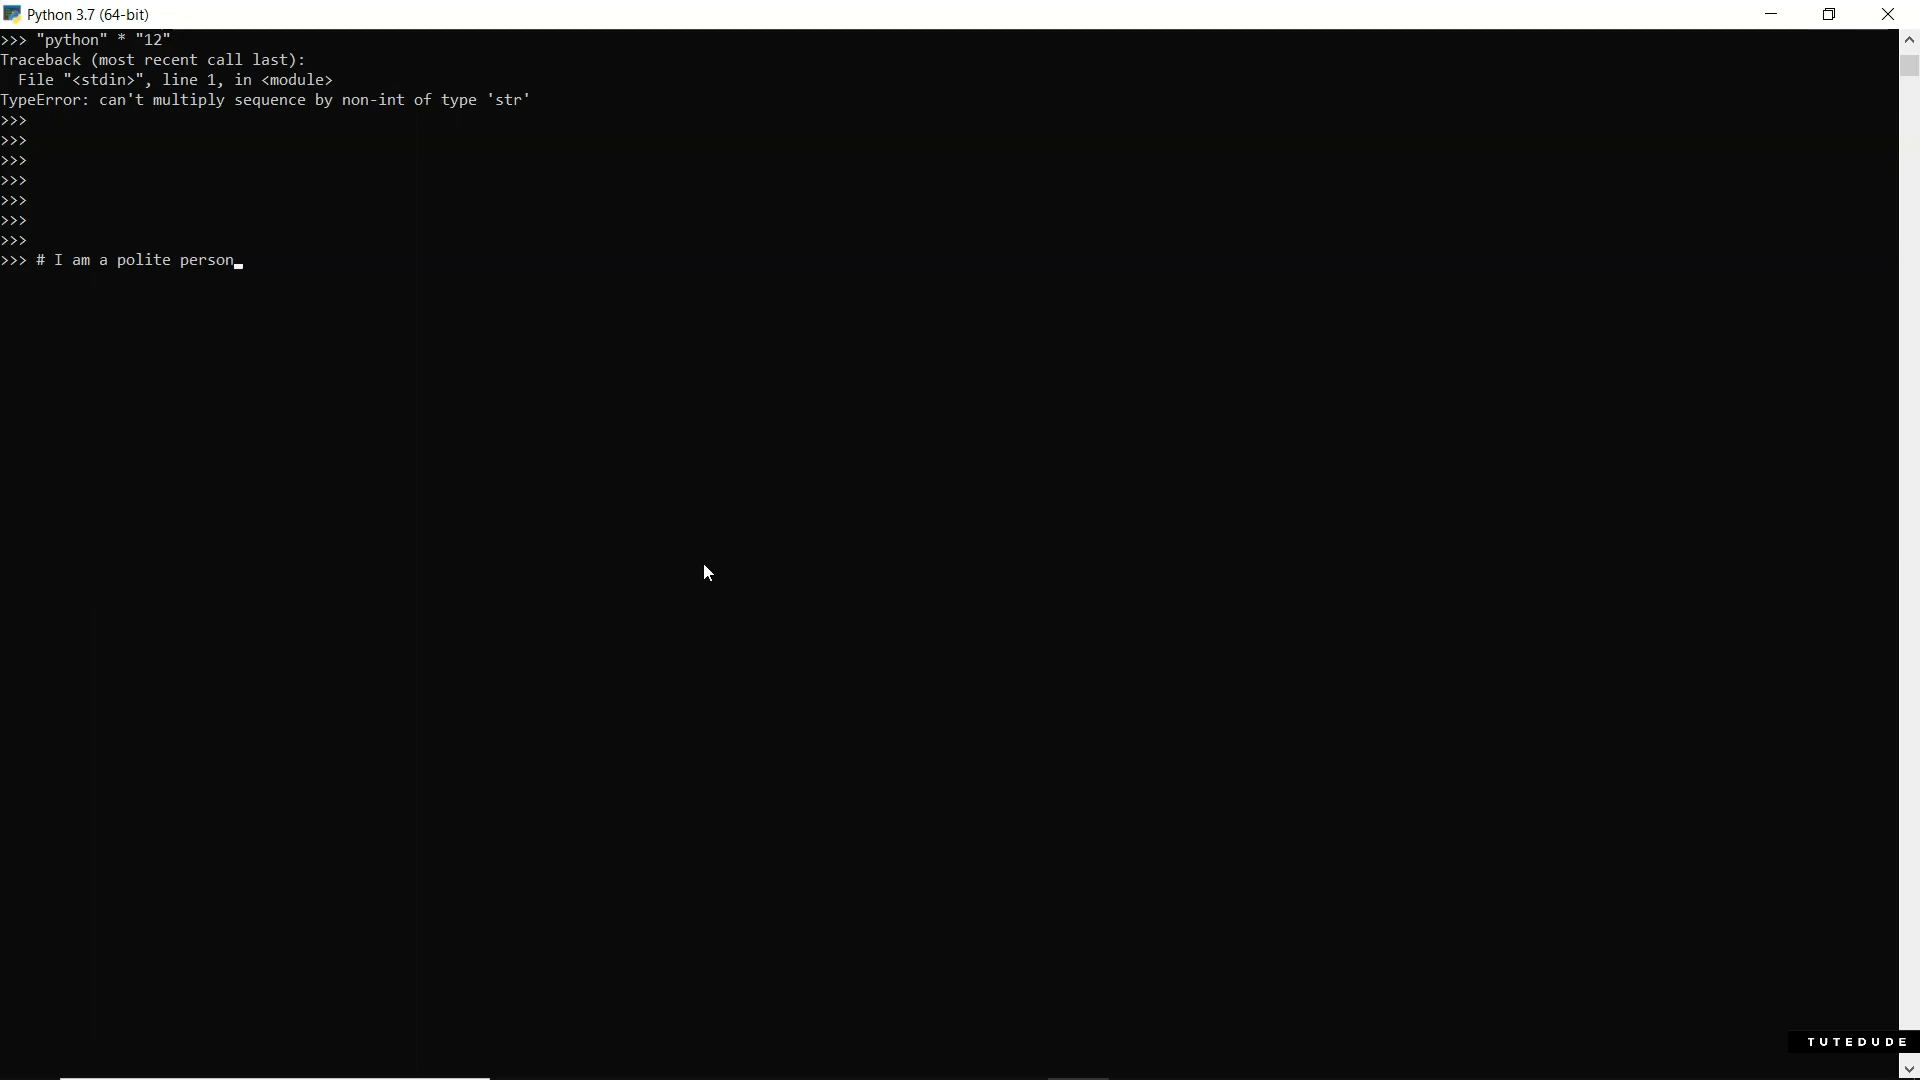 Python 3.7 (64-bit)
>>> "python" * "12"
Traceback (most recent call last):
  File "<stdin>", line 1, in <module>
TypeError: can't multiply sequence by non-int of type 'str'
>>>
>>>
>>>
>>>
>>>
>>>
>>>
>>> # I am a polite person_
TUTEDUDE